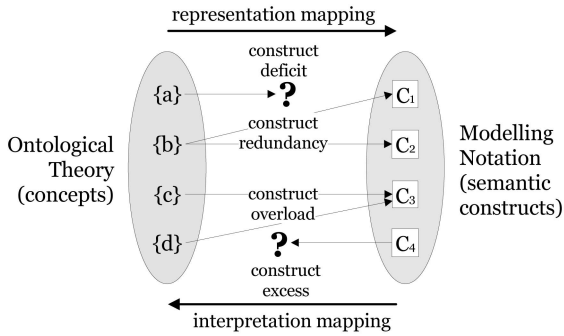 representation mapping
construct
deficit
{a}
?
C1
{b}
construct
redundancy
C2
Ontological
Theory
(concepts)
Modelling
Notation
(semantic
constructs)
{c}
construct
overload
C3
{d}
?
C4
construct
excess
interpretation mapping